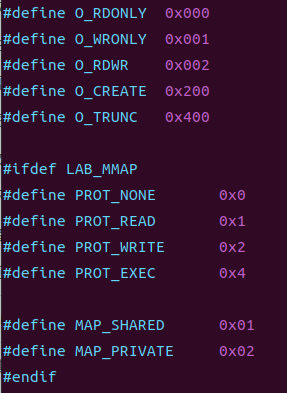 #define O_RDONLY  0x000
#define O_WRONLY  0x001
#define O_RDWR    0x002
#define O_CREATE  0x200
#define O_TRUNC   0x400

#ifdef LAB_MMAP
#define PROT_NONE       0x0
#define PROT_READ       0x1
#define PROT_WRITE      0x2
#define PROT_EXEC       0x4

#define MAP_SHARED      0x01
#define MAP_PRIVATE     0x02
#endif